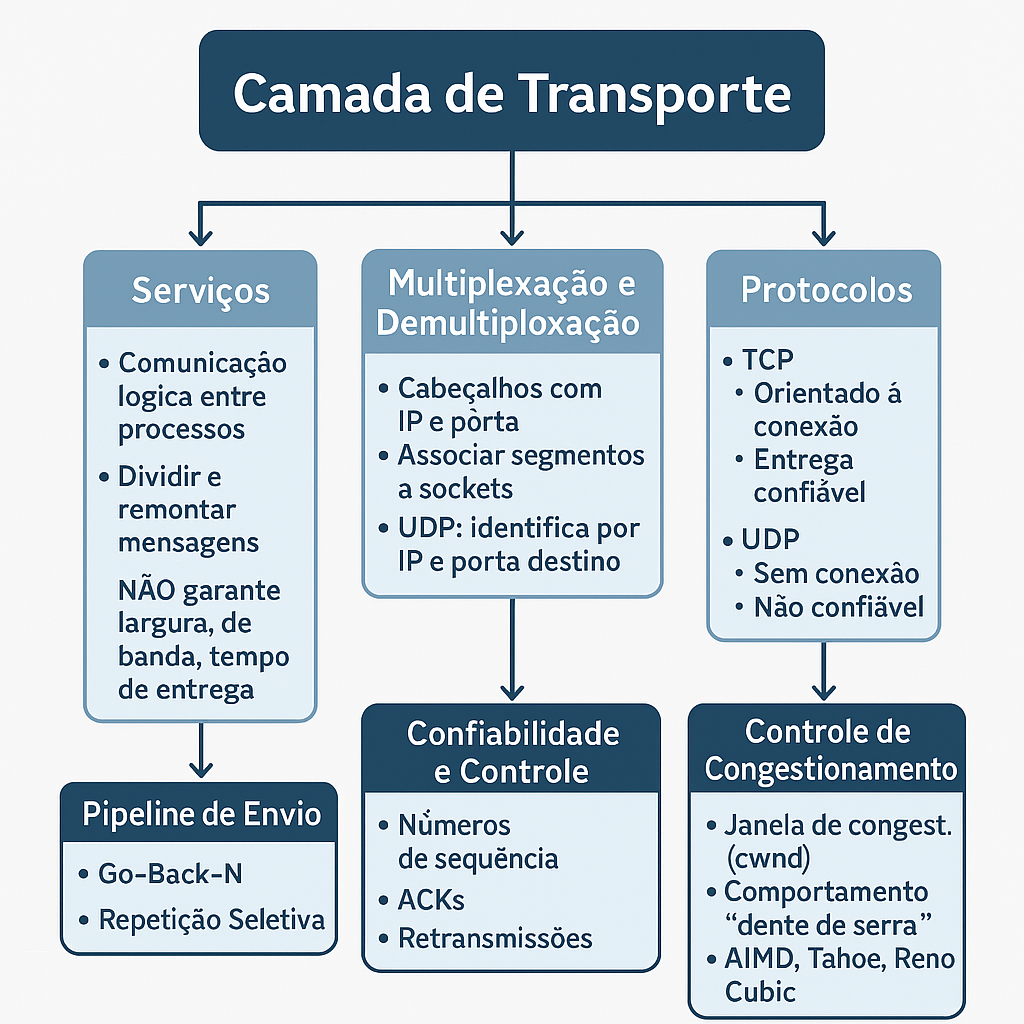 Camada de Transporte
Serviços
• Comunicação
logica entre
processos
• Dividir e
remontar
mensagens
NÃO garante
largura, de
banda, tempo
de entrega
Multiplexação e
Demultiploxação
• Cabeçalhos com
IP e pòrta
• Associar segmentos
a sockets
• UDP: identifica por
IP e porta destino
Protocolos
• TCP
• Orientado á
conexão
• Entrega
confiável
• UDP
• Sem conexâo
• Não confiävel
Pipeline de Envio
• Go-Back-N
• Repetição Seletiva
Confiabilidade
e Controle
• Números
de sequência
• ACKs
• Retransmissões
Controle de
Congestionamento
• Janela de congest.
(cwnd)
• Comportamento
“dente de serra”
• AIMD, Tahoe, Reno
Cubic